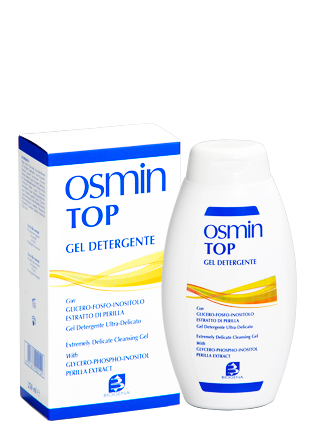 osmin
TOP
GEL DETERGENTE
Con
GLICERO-FOSFO-INOSITOLO
ESTRATTO DI PERILLA
Gel Detergente Ultra-Delicato
Extremely Delicate Cleansing Gel
With
GLYCERO-PHOSPHO-INOSITOL
PERILLA EXTRACT
BIOGENA
osmin
TOP
GEL DETERGENTE
Con
GLICERO-FOSFO-INOSITOLO
ESTRATTO DI PERILLA
Gel Detergente Ultra-Delicato
Extremely Delicate Cleansing Gel
With
GLYCERO-PHOSPHO-INOSITOL
PERILLA EXTRACT
BIOGENA